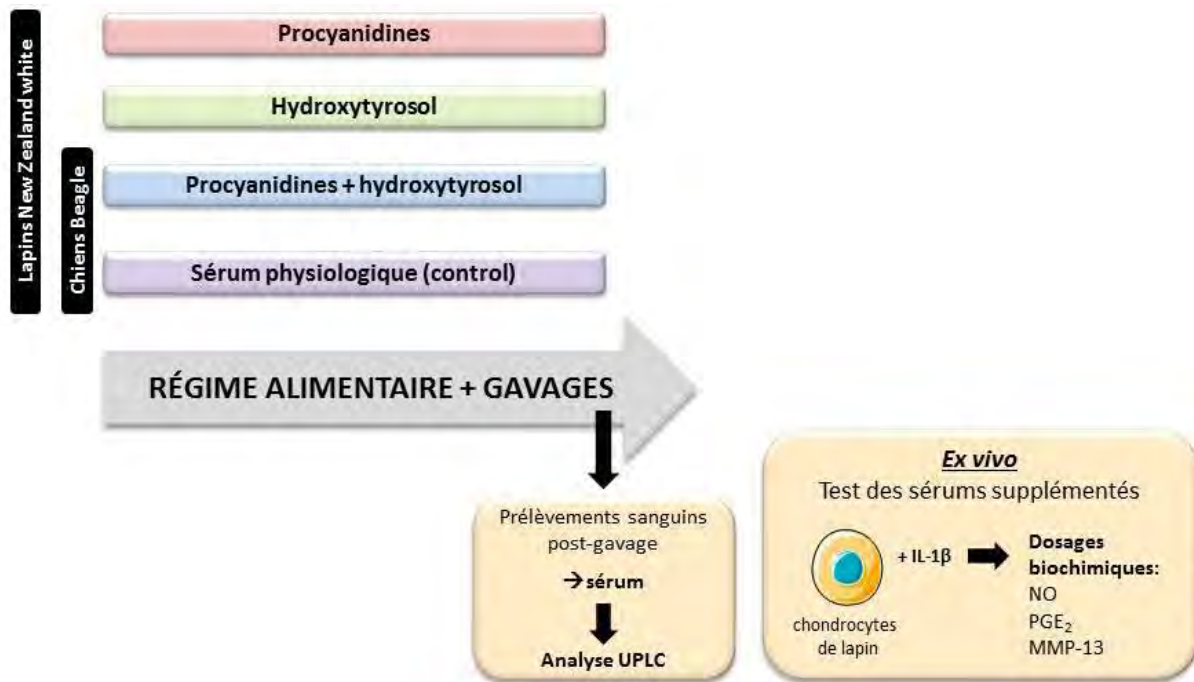 Lapins New Zealand white
Chiens Beagle
Procyanidines
Hydroxytyrosol
Procyanidines + hydroxytyrosol
Sérum physiologique (control)
RÉGIME ALIMENTAIRE + GAVAGES
Prélèvements sanguins
post-gavage
→ sérum
Analyse UPLC
Ex vivo
Test des sérums supplémentés
+ IL-1β
chondrocytes
de lapin
Dosages
biochimiques:
NO
PGE₂
MMP-13